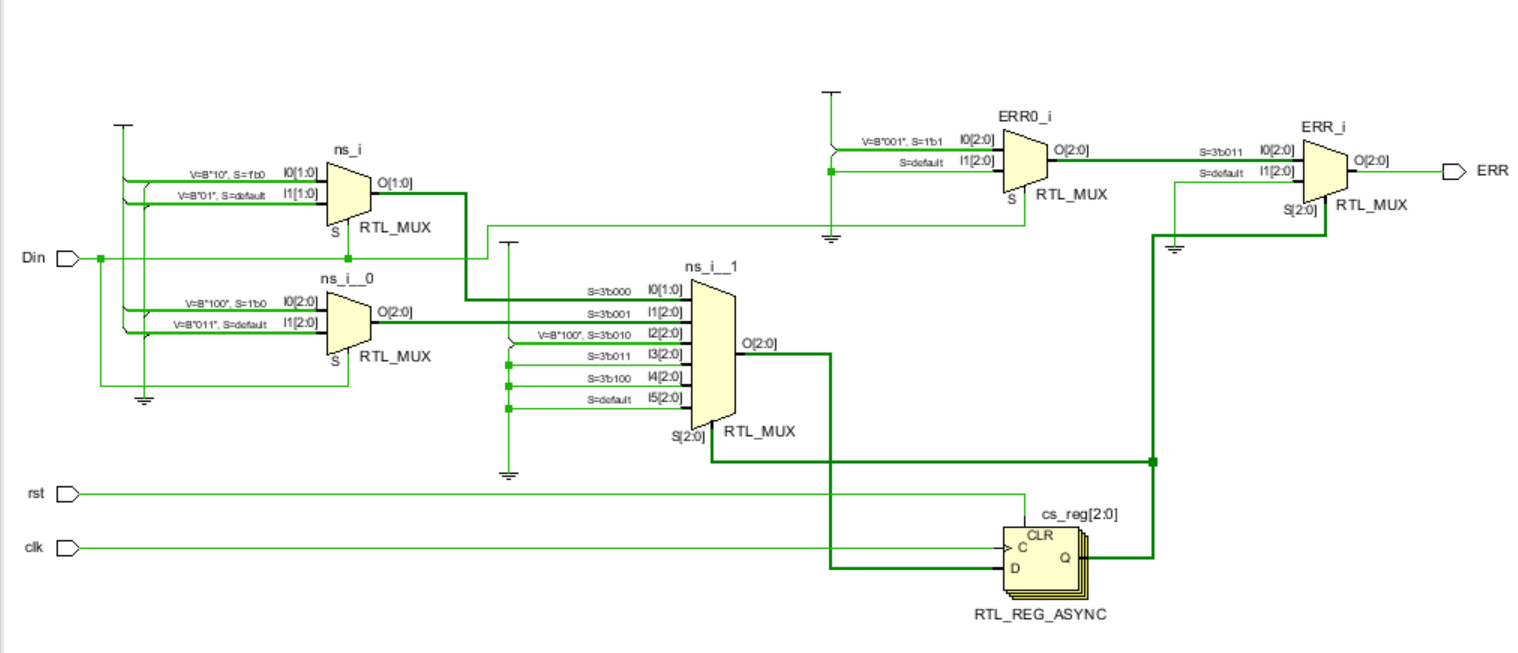 ns_i
V=B"10", S=1'b0 I0[1:0]
V=B"01", S=default I1[1:0]
O[1:0]
S
RTL_MUX
Din
ns_i__0
V=B"100", S=1'b0 I0[2:0]
V=B"011", S=default I1[2:0]
O[2:0]
S
RTL_MUX
ns_i__1
S=3'b000 I0[1:0]
S=3'b001 I1[2:0]
V=B"100", S=3'b010 I2[2:0]
S=3'b011 I3[2:0]
S=3'b100 I4[2:0]
S=default I5[2:0]
O[2:0]
S[2:0]
RTL_MUX
ERR0_i
V=B"001", S=1'b1 I0[2:0]
S=default I1[2:0]
O[2:0]
S
RTL_MUX
ERR_i
S=3'b011 I0[2:0]
S=default I1[2:0]
O[2:0]
S[2:0]
RTL_MUX
ERR
rst
clk
cs_reg[2:0]
CLR
C
D
Q
RTL_REG_ASYNC